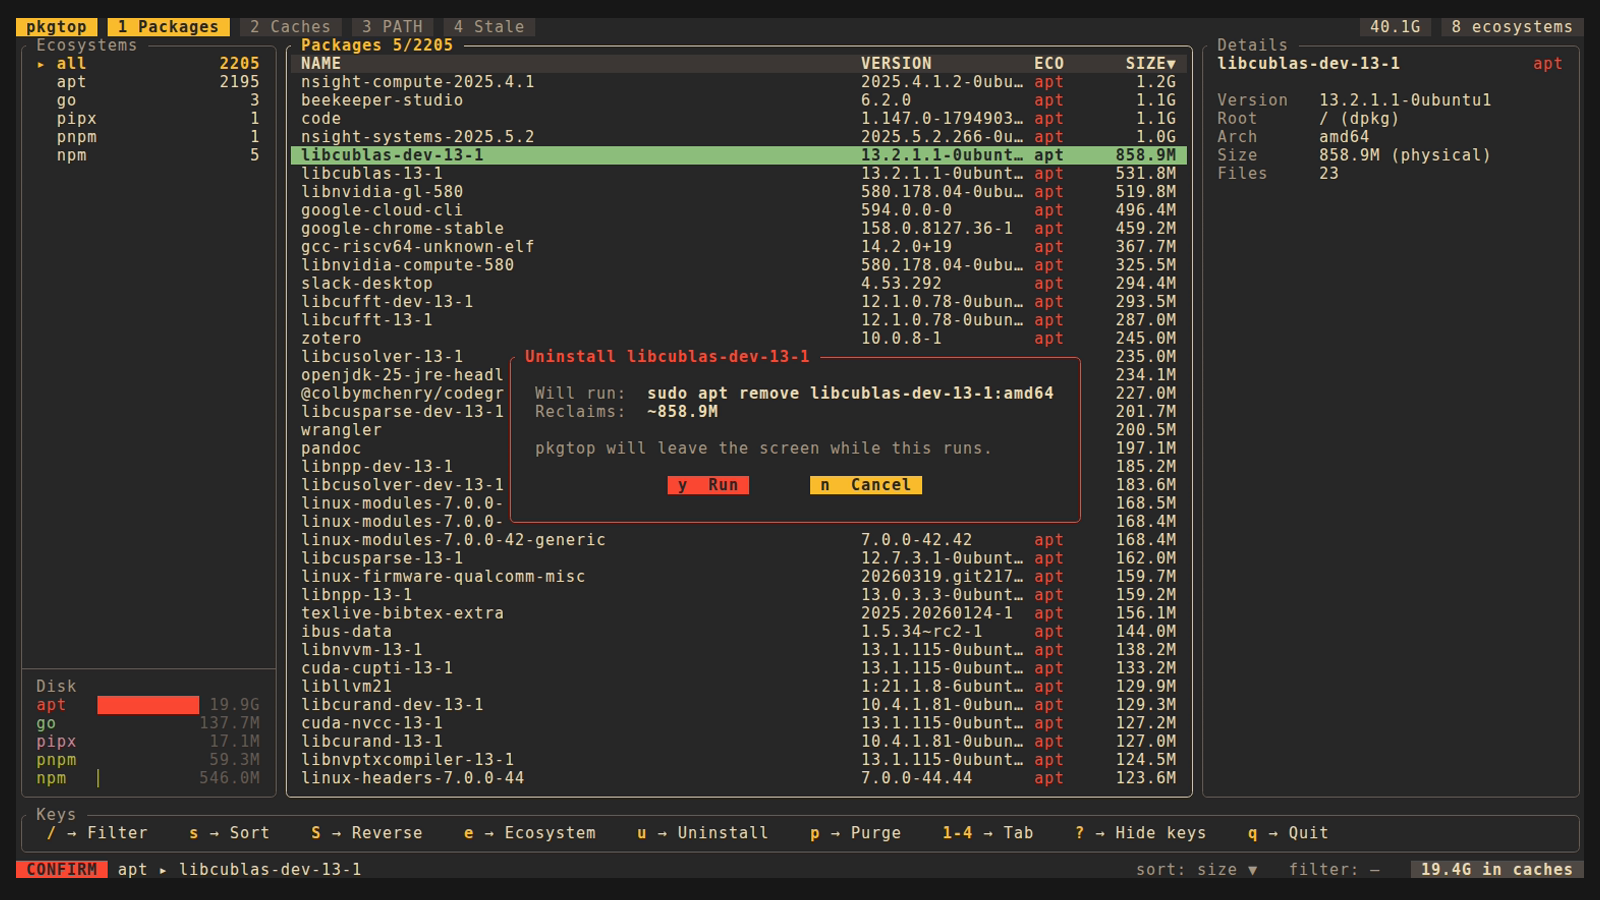 pkgtop 1 Packages 2 Caches 3 PATH 4 Stale 40.1G 8 ecosystems
Ecosystems
▸ all 2205
apt 2195
go 3
pipx 1
pnpm 1
npm 5
Disk
apt 19.9G
go 137.7M
pipx 17.1M
pnpm 59.3M
npm 546.0M
Packages 5/2205
NAME VERSION ECO SIZE▼
nsight-compute-2025.4.1 2025.4.1.2-0ubu… apt 1.2G
beekeeper-studio 6.2.0 apt 1.1G
code 1.147.0-1794903… apt 1.1G
nsight-systems-2025.5.2 2025.5.2.266-0u… apt 1.0G
libcublas-dev-13-1 13.2.1.1-0ubunt… apt 858.9M
libcublas-13-1 13.2.1.1-0ubunt… apt 531.8M
libnvidia-gl-580 580.178.04-0ubu… apt 519.8M
google-cloud-cli 594.0.0-0 apt 496.4M
google-chrome-stable 158.0.8127.36-1 apt 459.2M
gcc-riscv64-unknown-elf 14.2.0+19 apt 367.7M
libnvidia-compute-580 580.178.04-0ubu… apt 325.5M
slack-desktop 4.53.292 apt 294.4M
libcufft-dev-13-1 12.1.0.78-0ubun… apt 293.5M
libcufft-13-1 12.1.0.78-0ubun… apt 287.0M
zotero 10.0.8-1 apt 245.0M
libcusolver-13-1 235.0M
openjdk-25-jre-headl 234.1M
@colbymchenry/codegr 227.0M
libcusparse-dev-13-1 201.7M
wrangler 200.5M
pandoc 197.1M
libnpp-dev-13-1 185.2M
libcusolver-dev-13-1 183.6M
linux-modules-7.0.0- 168.5M
linux-modules-7.0.0- 168.4M
linux-modules-7.0.0-42-generic 7.0.0-42.42 apt 168.4M
libcusparse-13-1 12.7.3.1-0ubunt… apt 162.0M
linux-firmware-qualcomm-misc 20260319.git217… apt 159.7M
libnpp-13-1 13.0.3.3-0ubunt… apt 159.2M
texlive-bibtex-extra 2025.20260124-1 apt 156.1M
ibus-data 1.5.34~rc2-1 apt 144.0M
libnvvm-13-1 13.1.115-0ubunt… apt 138.2M
cuda-cupti-13-1 13.1.115-0ubunt… apt 133.2M
libllvm21 1:21.1.8-6ubunt… apt 129.9M
libcurand-dev-13-1 10.4.1.81-0ubun… apt 129.3M
cuda-nvcc-13-1 13.1.115-0ubunt… apt 127.2M
libcurand-13-1 10.4.1.81-0ubun… apt 127.0M
libnvptxcompiler-13-1 13.1.115-0ubunt… apt 124.5M
linux-headers-7.0.0-44 7.0.0-44.44 apt 123.6M
Uninstall libcublas-dev-13-1
Will run: sudo apt remove libcublas-dev-13-1:amd64
Reclaims: ~858.9M
pkgtop will leave the screen while this runs.
y Run n Cancel
Details
libcublas-dev-13-1 apt
Version 13.2.1.1-0ubuntu1
Root / (dpkg)
Arch amd64
Size 858.9M (physical)
Files 23
Keys
/ → Filter s → Sort S → Reverse e → Ecosystem u → Uninstall p → Purge 1-4 → Tab ? → Hide keys q → Quit
CONFIRM apt ▸ libcublas-dev-13-1 sort: size ▼ filter: — 19.4G in caches